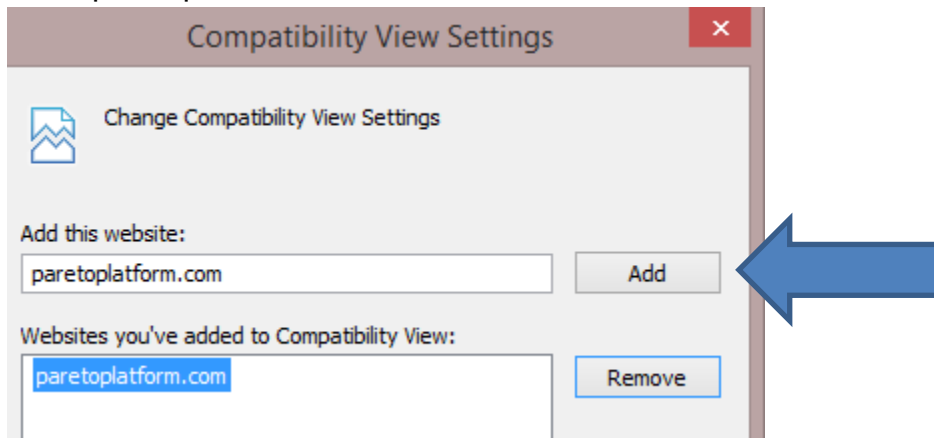 Compatibility View Settings
Change Compatibility View Settings
Add this website:
paretoplatform.com
Add
Websites you've added to Compatibility View:
paretoplatform.com
Remove